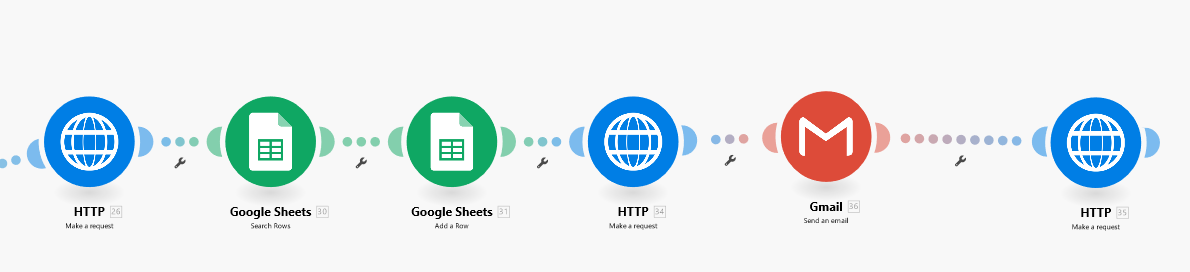 HTTP 26
Make a request
Google Sheets 30
Search Rows
Google Sheets 31
Add a Row
HTTP 34
Make a request
Gmail 36
Send an email
HTTP 35
Make a request